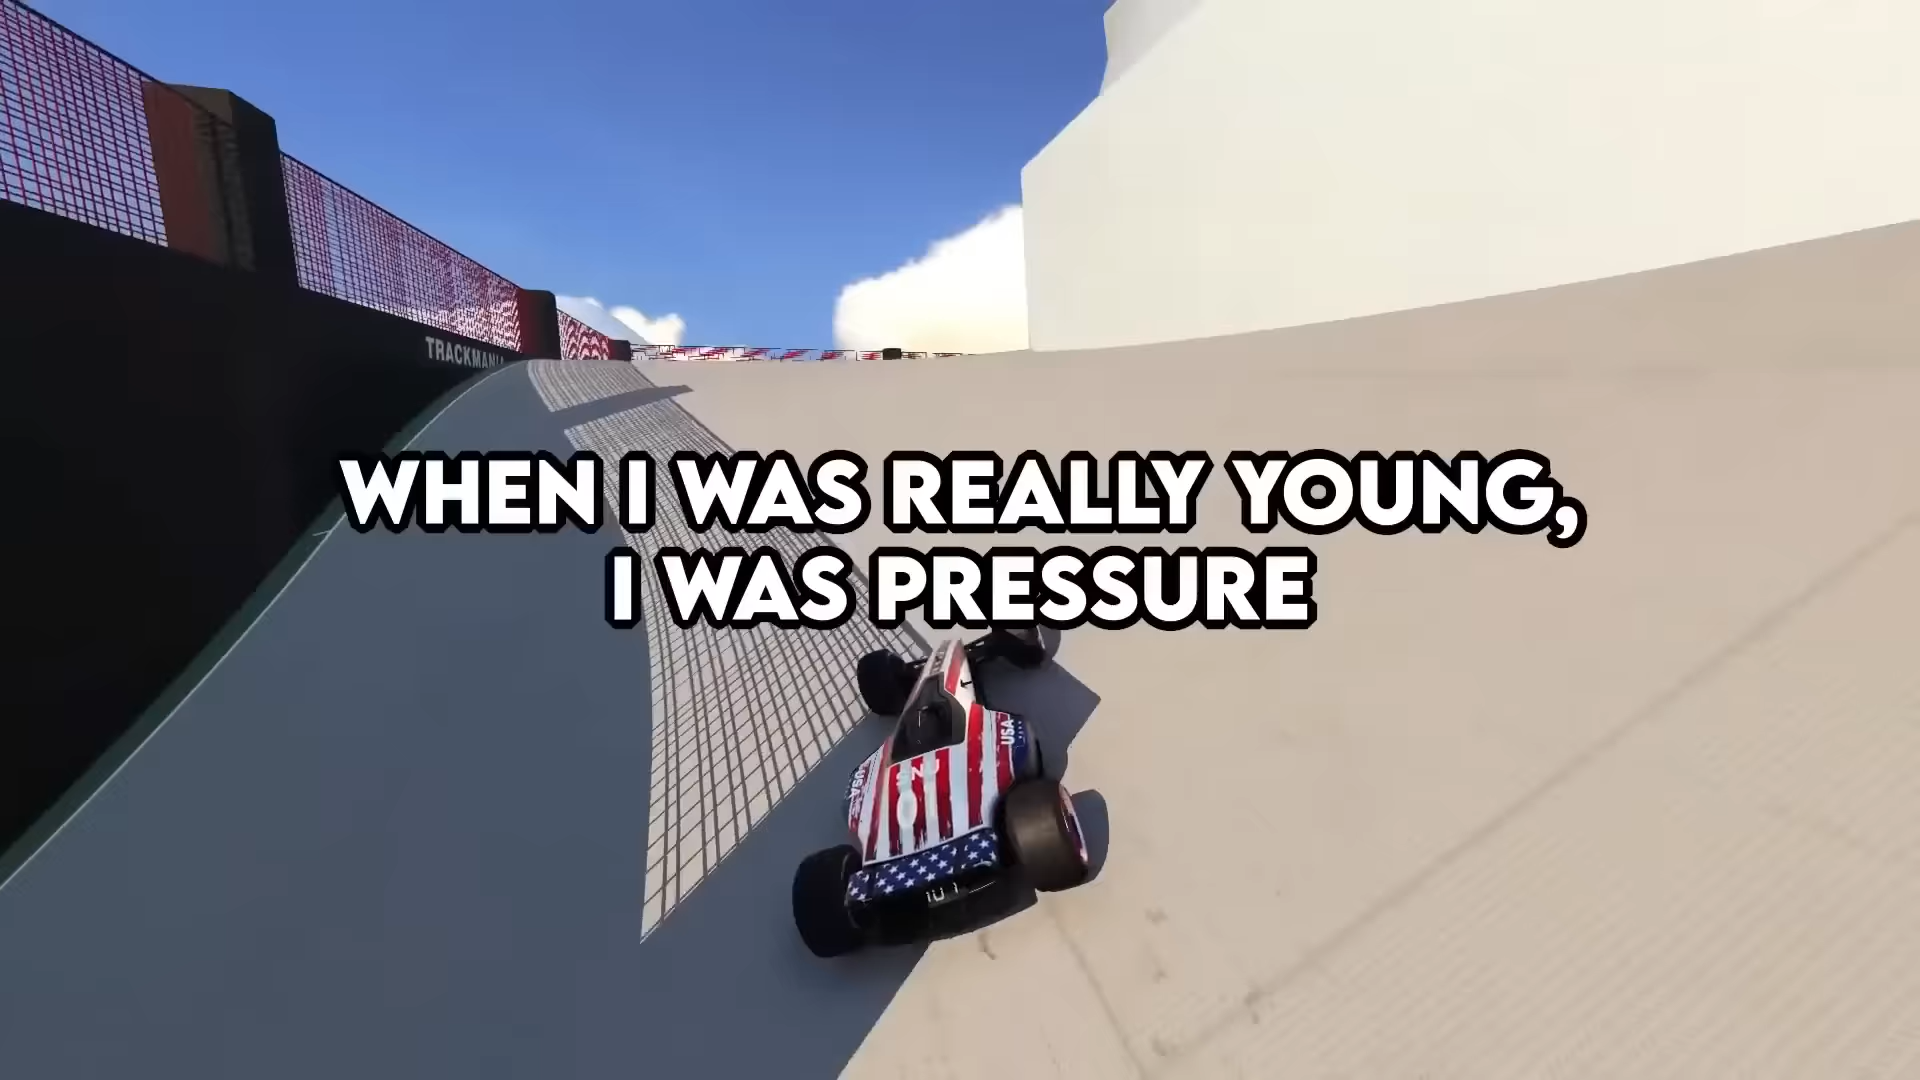 TRACKMANIA
WHEN I WAS REALLY YOUNG,
I WAS PRESSURE
USA
USA